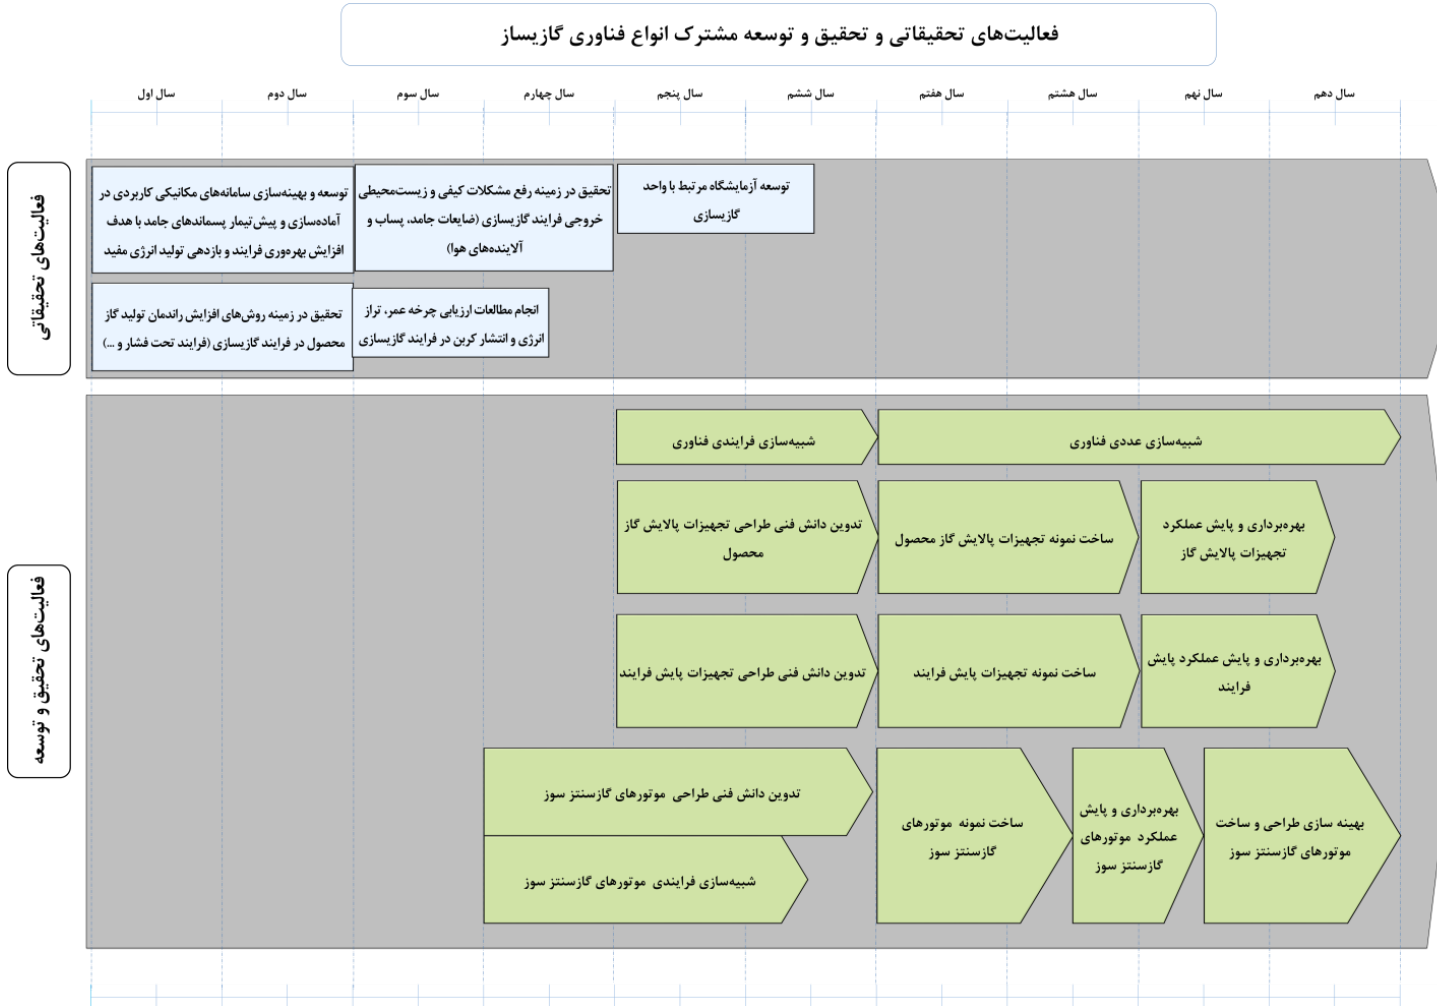 فعالیت‌های تحقیقاتی و تحقیق و توسعه مشترک انواع فناوری گازیساز
سال اول
سال دوم
سال سوم
سال چهارم
سال پنجم
سال ششم
سال هفتم
سال هشتم
سال نهم
سال دهم
فعالیت‌های تحقیقاتی
توسعه و بهینه‌سازی سامانه‌های مکانیکی کاربردی در
آماده‌سازی و پیش‌تیمار پسماندهای جامد با هدف
افزایش بهره‌وری فرایند و بازدهی تولید انرژی مفید
تحقیق در زمینه رفع مشکلات کیفی و زیست‌محیطی
خروجی فرایند گازیسازی (ضایعات جامد، پساب و
آلاینده‌های هوا)
توسعه آزمایشگاه مرتبط با واحد
گازیسازی
تحقیق در زمینه روش‌های افزایش راندمان تولید گاز
محصول در فرایند گازیسازی (فرایند تحت فشار و ...)
انجام مطالعات ارزیابی چرخه عمر، تراز
انرژی و انتشار کربن در فرایند گازیسازی
فعالیت‌های تحقیق و توسعه
شبیه‌سازی فرایندی فناوری
شبیه‌سازی عددی فناوری
تدوین دانش فنی طراحی تجهیزات پالایش گاز
محصول
ساخت نمونه تجهیزات پالایش گاز محصول
بهره‌برداری و پایش عملکرد
تجهیزات پالایش گاز
تدوین دانش فنی طراحی تجهیزات پایش فرایند
ساخت نمونه تجهیزات پایش فرایند
بهره‌برداری و پایش عملکرد پایش
فرایند
تدوین دانش فنی طراحی موتورهای گازسنتز سوز
شبیه‌سازی فرایندی موتورهای گازسنتز سوز
ساخت نمونه موتورهای
گازسنتز سوز
بهره‌برداری و پایش
عملکرد موتورهای
گازسنتز سوز
بهینه سازی طراحی و ساخت
موتورهای گازسنتز سوز